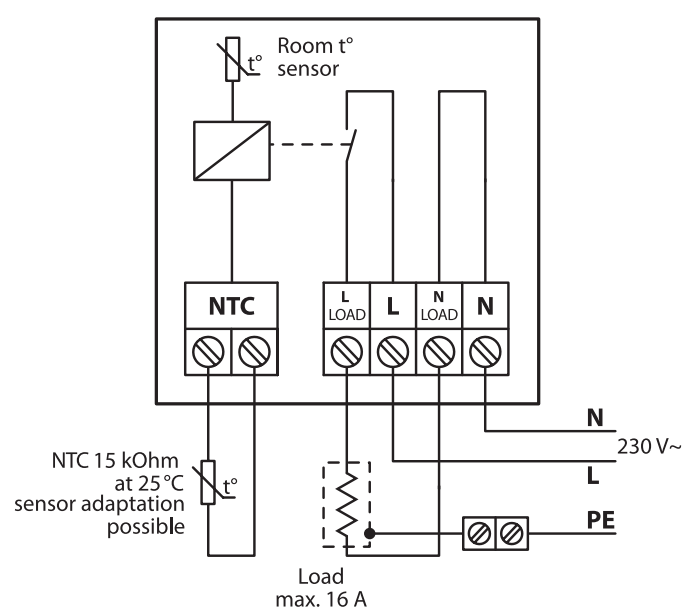 Room t°
sensor
t°
NTC
L
LOAD
L
N
LOAD
N
N
230 V~
L
PE
NTC 15 kOhm
at 25 °C
sensor adaptation
possible
t°
Load
max. 16 A